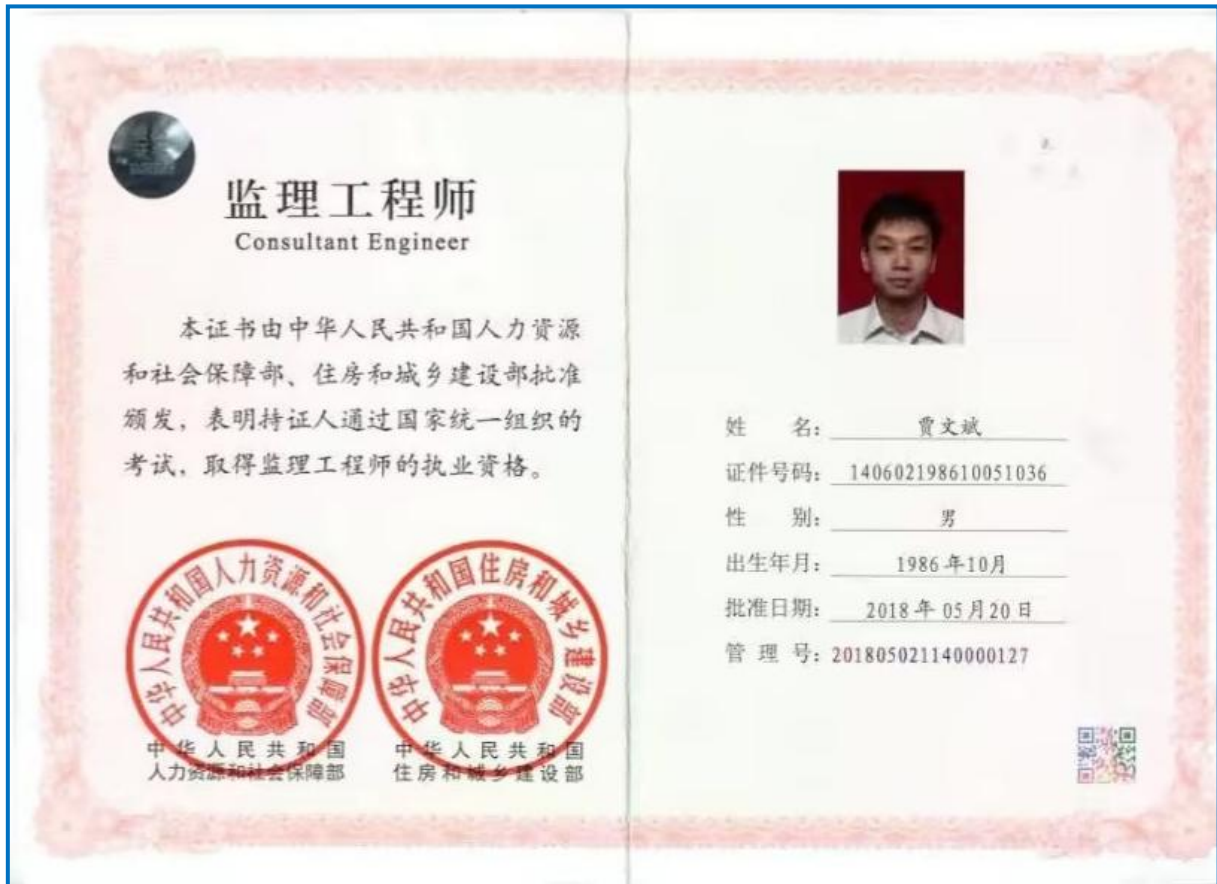 监理工程师
Consultant Engineer
本证书由中华人民共和国人力资源
和社会保障部、住房和城乡建设部批准
颁发，表明持证人通过国家统一组织的
考试，取得监理工程师的执业资格。
中华人民共和国人力资源和社会保障部
中华人民共和国住房和城乡建设部
中华人民共和国
人力资源和社会保障部
中华人民共和国
住房和城乡建设部
姓 名：贾文斌
证件号码：140602198610051036
性 别：男
出生年月：1986年10月
批准日期：2018年05月20日
管 理 号：201805021140000127